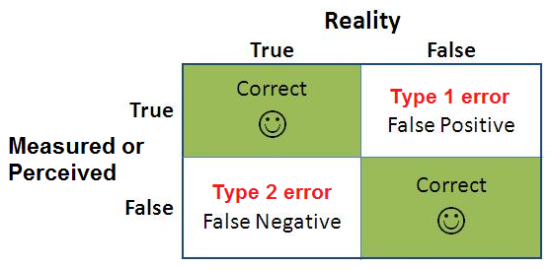 Reality
True False
Correct
Type 1 error
True
False Positive
Measured or
Perceived
Type 2 error
Correct
False
False Negative